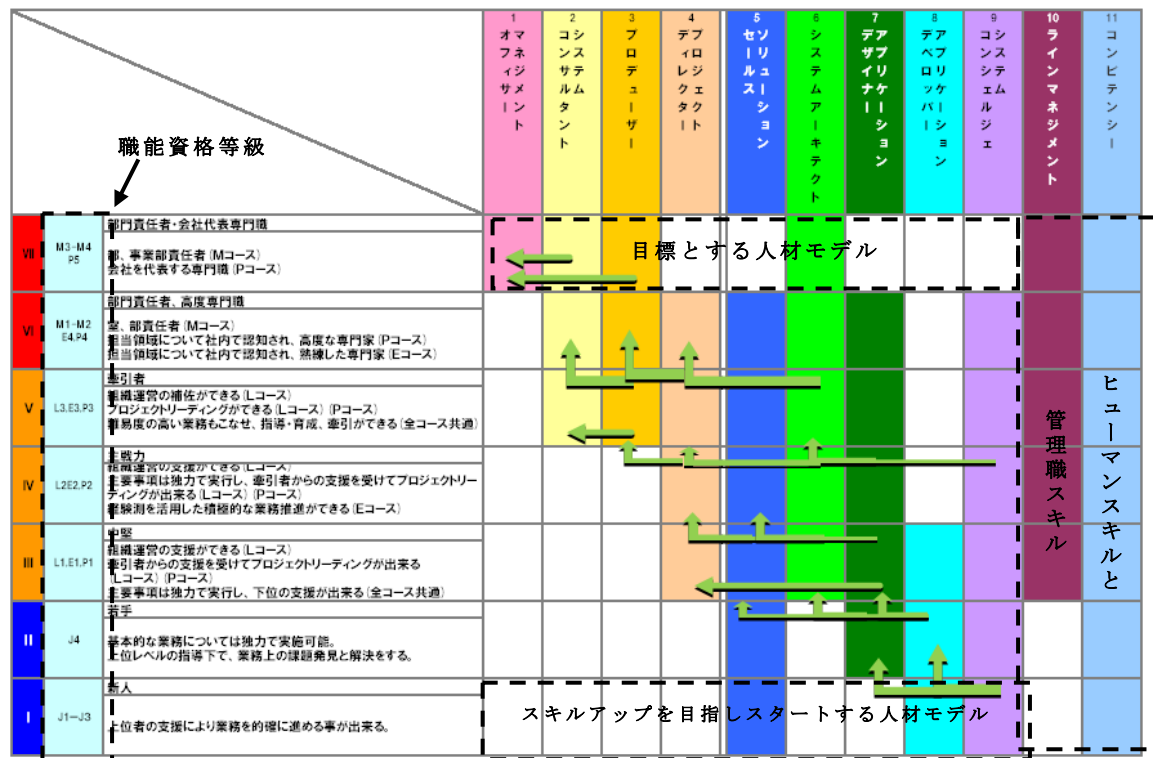 1
マネジメント
オフィサー
2
システム
コンサルタント
3
プロデューサー
4
プロジェクト
ディレクター
5
ソリューション
セールス
6
システムアーキテクト
7
アプリケーション
デザイナー
8
アプリケーション
デベロッパー
9
システム
コンシェルジェ
10
ラインマネジメント
11
コンピテンシー
職能資格等級
目標とする人材モデル
VII
M3-M4
P5
部門責任者・会社代表専門職
部、事業部責任者(Mコース)
会社を代表する専門職(Pコース)
VI
M1-M2
E4,P4
部門責任者、高度専門職
室、部責任者(Mコース)
担当領域について社内で認知され、高度な専門家(Pコース)
担当領域について社内で認知され、熟練した専門家(Eコース)
V
L3,E3,P3
牽引者
組織運営の補佐ができる(Lコース)
プロジェクトリーディングができる(Lコース)(Pコース)
難易度の高い業務もこなせ、指導・育成、牽引ができる(全コース共通)
IV
L2E2,P2
主戦力
組織運営の支援ができる(Lコース)
主要事項は独力で実行し、牽引者からの支援を受けてプロジェクトリー
ディングが出来る(Lコース)(Pコース)
経験測を活用した積極的な業務推進ができる(Eコース)
III
L1,E1,P1
中堅
組織運営の支援ができる(Lコース)
牽引者からの支援を受けてプロジェクトリーディングが出来る
(Lコース)(Pコース)
主要事項は独力で実行し、下位の支援が出来る(全コース共通)
II
J4
若手
基本的な業務については独力で実施可能。
上位レベルの指導下で、業務上の課題発見と解決をする。
I
J1-J3
新人
上位者の支援により業務を的確に進める事が出来る。
スキルアップを目指しスタートする人材モデル
管理職スキル
ヒューマンスキルと